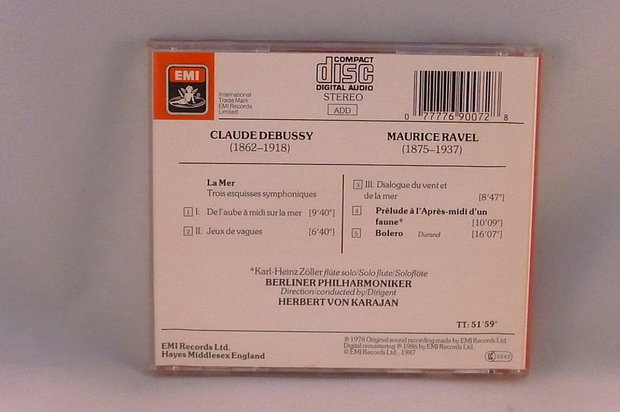 EMI
International
Trade Mark
EMI Records
Limited
COMPACT
disc
DIGITAL AUDIO
STEREO
ADD
0 77776 90072 8
CLAUDE DEBUSSY
(1862–1918)
MAURICE RAVEL
(1875–1937)
La Mer
Trois esquisses symphoniques
1 I: De l'aube à midi sur la mer [9'40"]
2 II: Jeux de vagues [6'40"]
3 III: Dialogue du vent et
de la mer [8'47"]
4 Prélude à l'Après-midi d'un
faune* [10'09"]
5 Bolero Durand [16'07"]
*Karl-Heinz Zöller, flûte solo/Solo flute/Soloflöte
BERLINER PHILHARMONIKER
Direction/conducted by/Dirigent
HERBERT VON KARAJAN
TT: 51'59"
EMI Records Ltd.
Hayes Middlesex England
℗ 1978 Original sound recording made by EMI Records Ltd.
Digital remastering ℗ 1986 by EMI Records Ltd.
© EMI Records Ltd., 1987